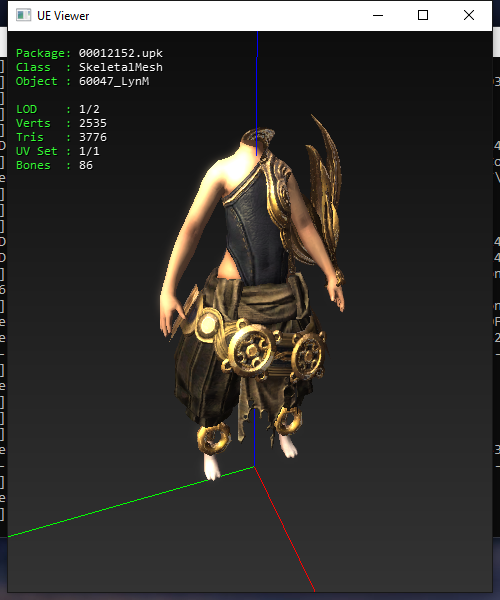 UE Viewer
Package: 00012152.upk
Class : SkeletalMesh
Object : 60047_LynM
LOD : 1/2
Verts : 2535
Tris : 3776
UV Set : 1/1
Bones : 86